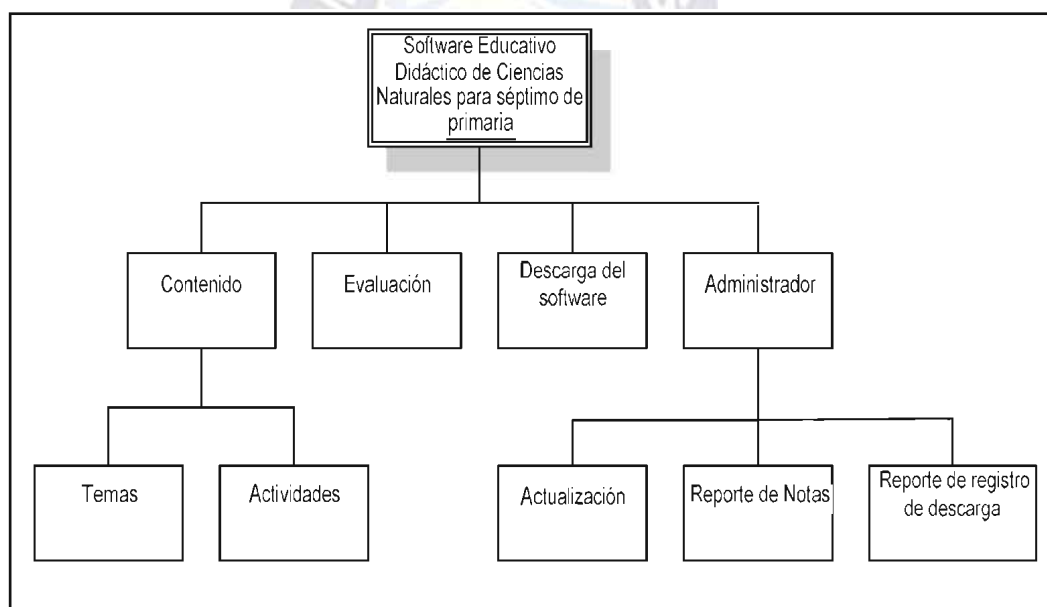 Software Educativo
Didáctico de Ciencias
Naturales para séptimo de
primaria
Contenido
Evaluación
Descarga del
software
Administrador
Temas
Actividades
Actualización
Reporte de Notas
Reporte de registro
de descarga